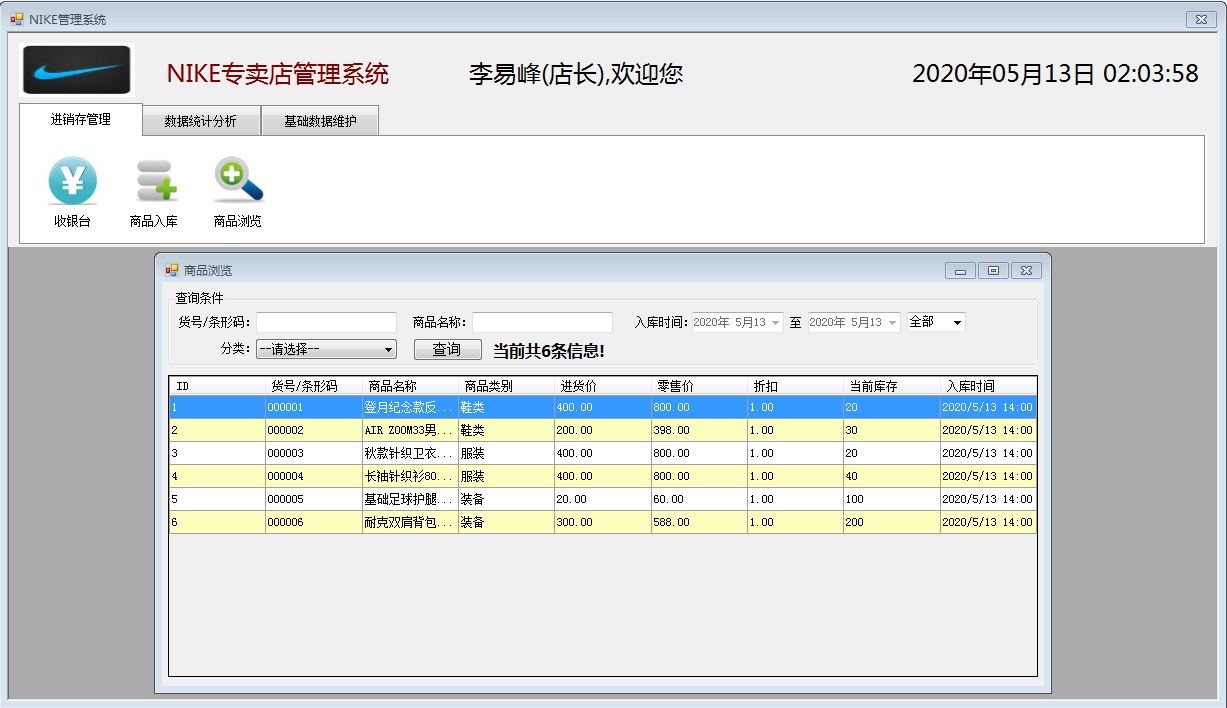 NIKE管理系统
NIKE专卖店管理系统 李易峰(店长),欢迎您 2020年05月13日 02:03:58
进销存管理 数据统计分析 基础数据维护
收银台 商品入库 商品浏览
商品浏览
查询条件
货号/条形码: 商品名称: 入库时间: 2020年 5月13 至 2020年 5月13 全部
分类: --请选择-- 查询 当前共6条信息!
ID 货号/条形码 商品名称 商品类别 进货价 零售价 折扣 当前库存 入库时间
1 000001 登月纪念款反... 鞋类 400.00 800.00 1.00 20 2020/5/13 14:00
2 000002 AIR ZOOM33男... 鞋类 200.00 398.00 1.00 30 2020/5/13 14:00
3 000003 秋款针织卫衣... 服装 400.00 800.00 1.00 20 2020/5/13 14:00
4 000004 长袖针织衫80... 服装 400.00 800.00 1.00 40 2020/5/13 14:00
5 000005 基础足球护腿... 装备 20.00 60.00 1.00 100 2020/5/13 14:00
6 000006 耐克双肩背包... 装备 300.00 588.00 1.00 200 2020/5/13 14:00